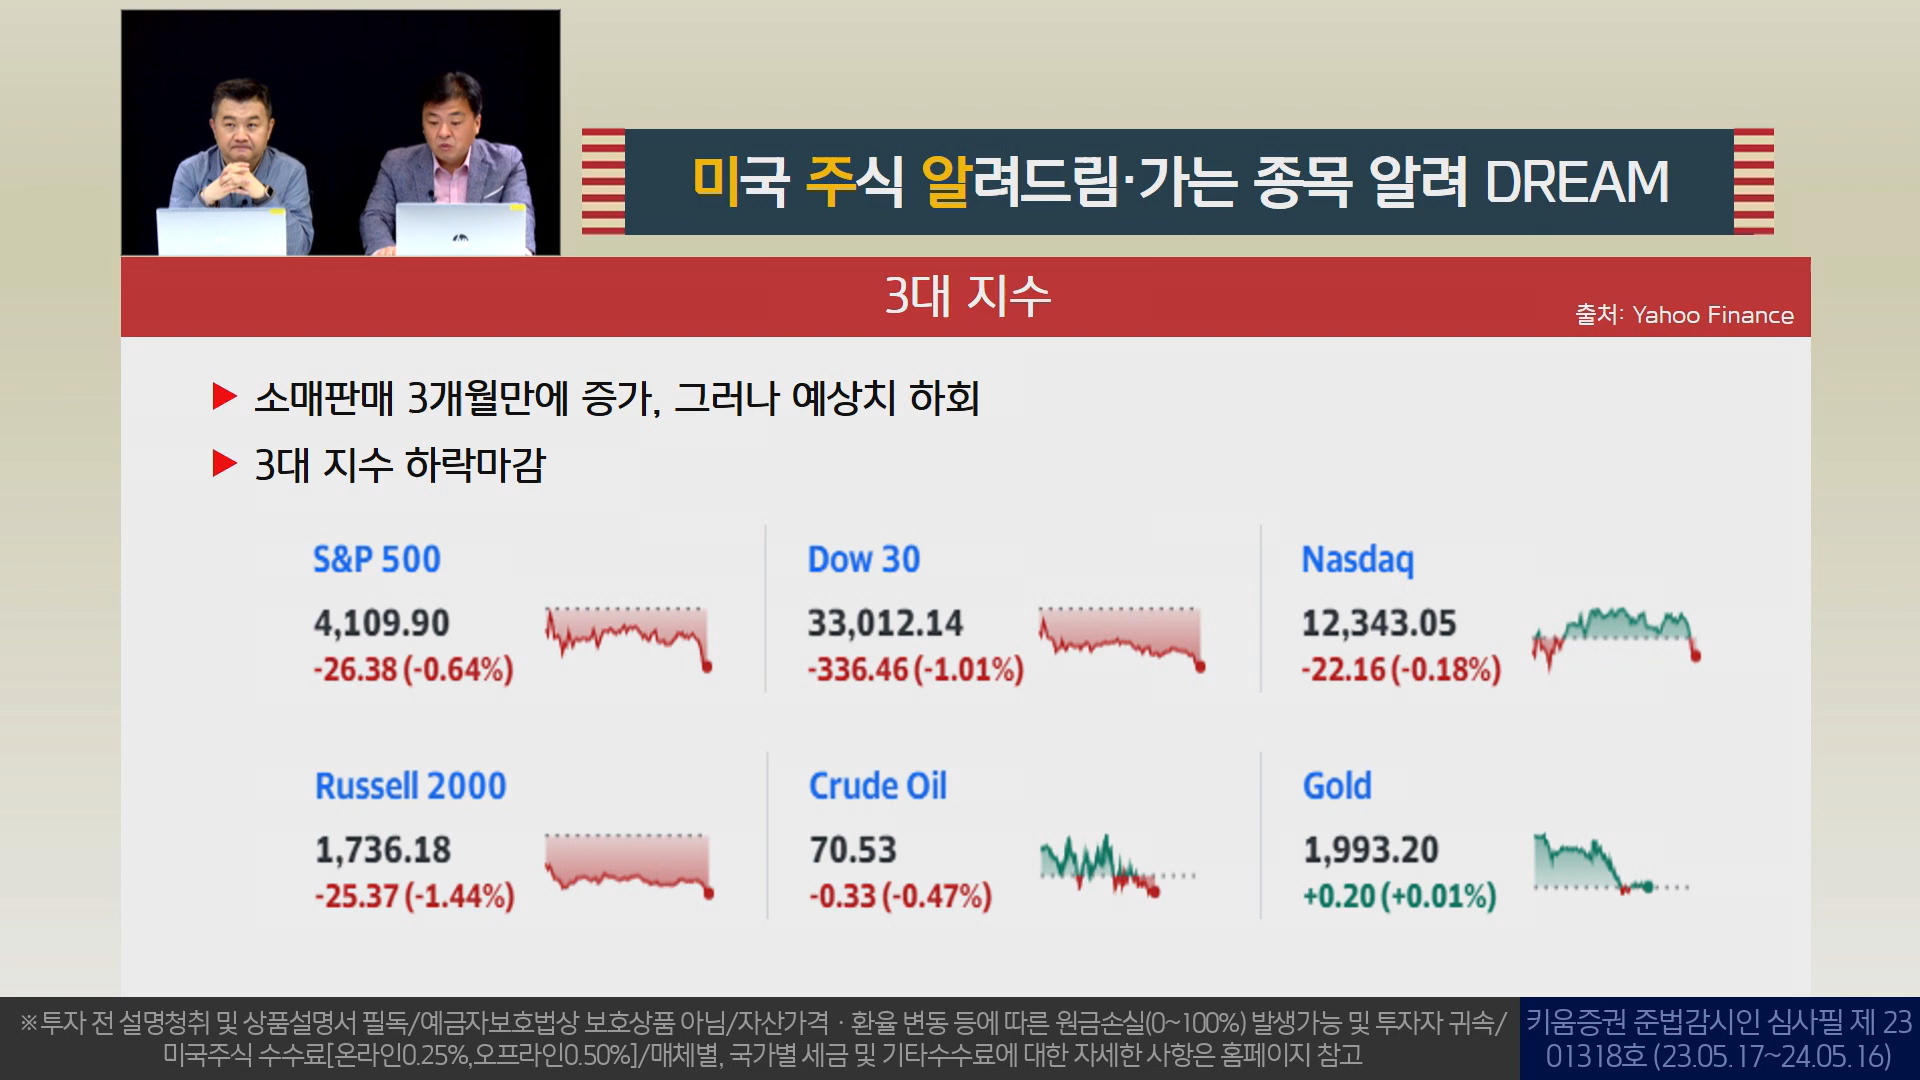 미국 주식 알려드림·가는 종목 알려 DREAM
3대 지수
출처: Yahoo Finance
▶ 소매판매 3개월만에 증가, 그러나 예상치 하회
▶ 3대 지수 하락마감
S&P 500
4,109.90
-26.38 (-0.64%)
Dow 30
33,012.14
-336.46 (-1.01%)
Nasdaq
12,343.05
-22.16 (-0.18%)
Russell 2000
1,736.18
-25.37 (-1.44%)
Crude Oil
70.53
-0.33 (-0.47%)
Gold
1,993.20
+0.20 (+0.01%)
※투자 전 설명청취 및 상품설명서 필독/예금자보호법상 보호상품 아님/자산가격 · 환율 변동 등에 따른 원금손실(0~100%) 발생가능 및 투자자 귀속/
미국주식 수수료[온라인0.25%,오프라인0.50%]/매체별, 국가별 세금 및 기타수수료에 대한 자세한 사항은 홈페이지 참고
키움증권 준법감시인 심사필 제 23
01318호 (23.05.17~24.05.16)